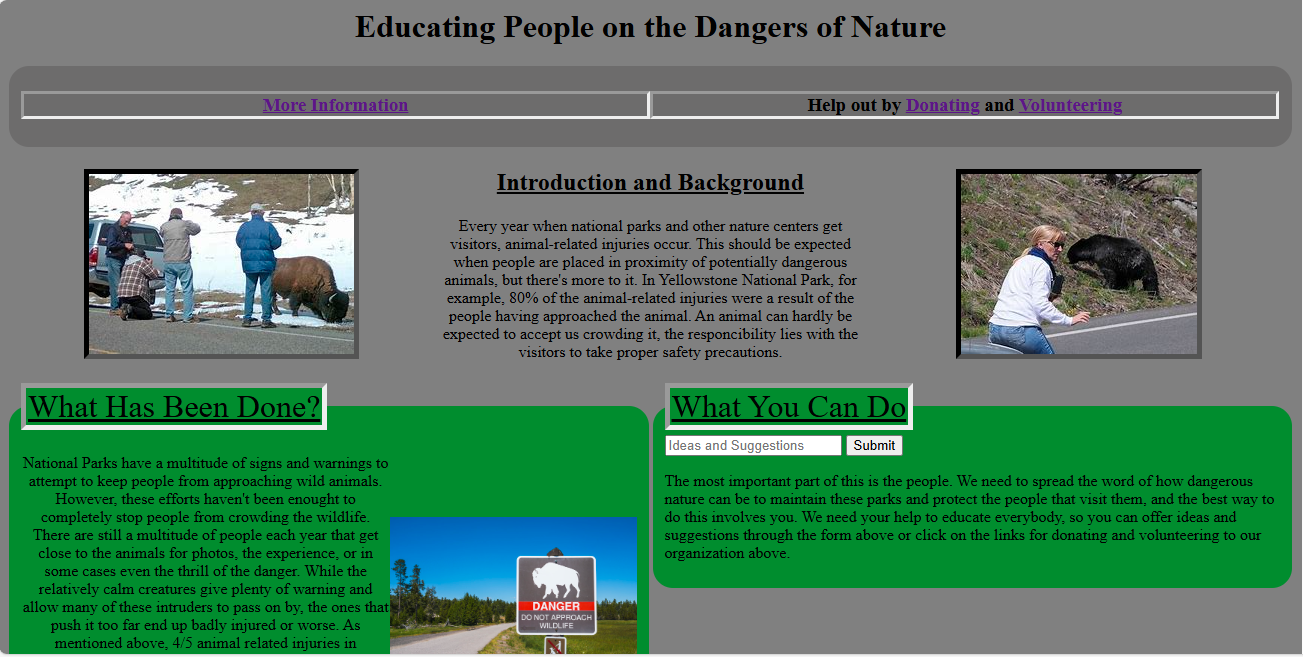 Educating People on the Dangers of Nature
More Information
Help out by Donating and Volunteering
Introduction and Background
Every year when national parks and other nature centers get
visitors, animal-related injuries occur. This should be expected
when people are placed in proximity of potentially dangerous
animals, but there's more to it. In Yellowstone National Park, for
example, 80% of the animal-related injuries were a result of the
people having approached the animal. An animal can hardly be
expected to accept us crowding it, the responcibility lies with the
visitors to take proper safety precautions.
What Has Been Done?
National Parks have a multitude of signs and warnings to
attempt to keep people from approaching wild animals.
However, these efforts haven't been enought to
completely stop people from crowding the wildlife.
There are still a multitude of people each year that get
close to the animals for photos, the experience, or in
some cases even the thrill of the danger. While the
relatively calm creatures give plenty of warning and
allow many of these intruders to pass on by, the ones that
push it too far end up badly injured or worse. As
mentioned above, 4/5 animal related injuries in
DANGER
DO NOT APPROACH
WILDLIFE
What You Can Do
Ideas and Suggestions
Submit
The most important part of this is the people. We need to spread the word of how dangerous
nature can be to maintain these parks and protect the people that visit them, and the best way to
do this involves you. We need your help to educate everybody, so you can offer ideas and
suggestions through the form above or click on the links for donating and volunteering to our
organization above.